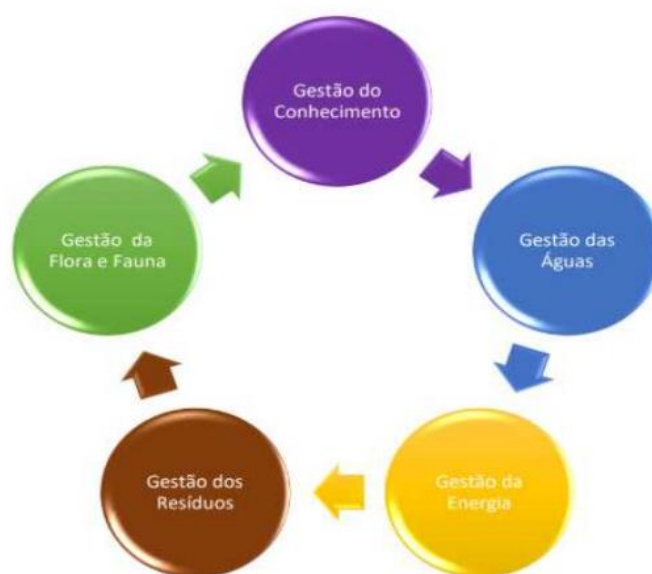 Gestão do
Conhecimento
Gestão das
Águas
Gestão da
Energia
Gestão dos
Resíduos
Gestão da
Flora e Fauna